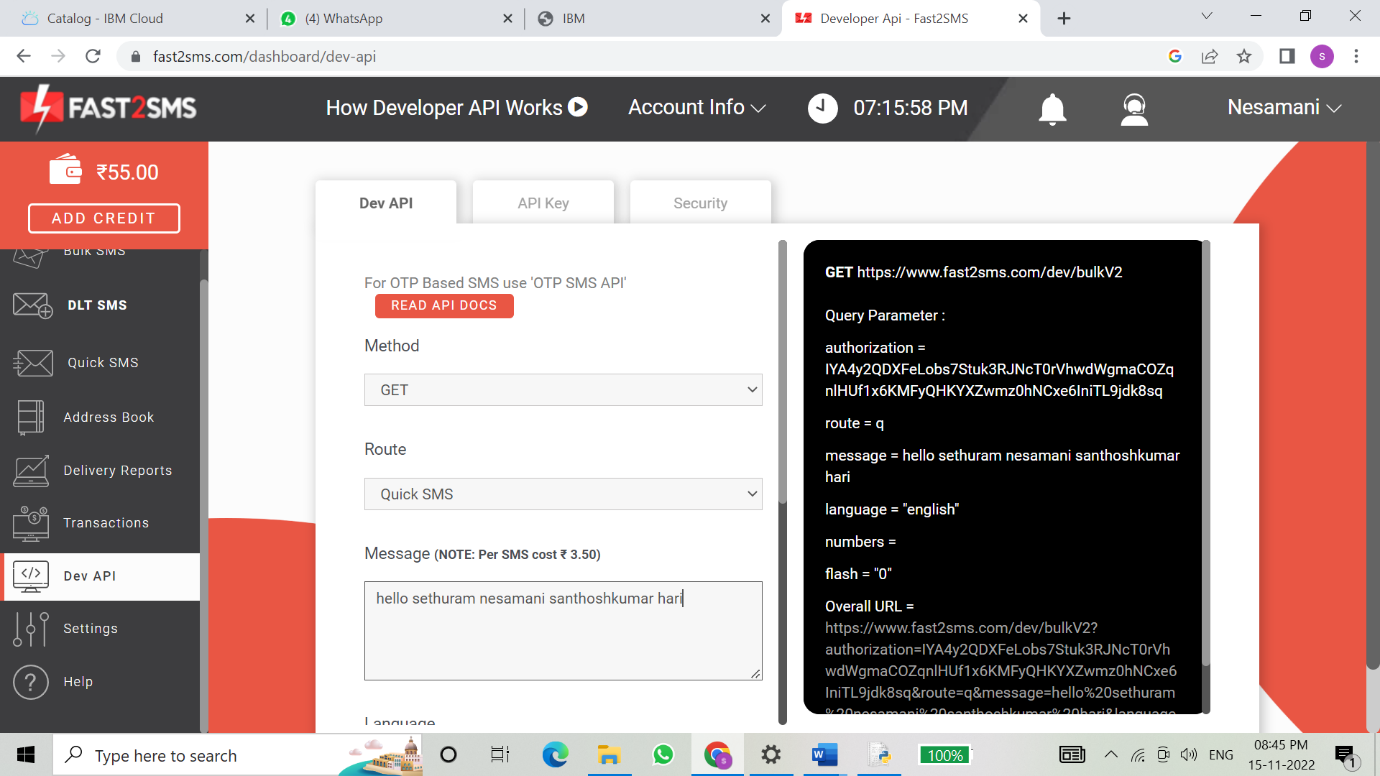 Catalog - IBM Cloud
(4) WhatsApp
IBM
Developer Api - Fast2SMS
fast2sms.com/dashboard/dev-api
s
FAST2SMS
How Developer API Works
Account Info
07:15:58 PM
Nesamani
₹55.00
ADD CREDIT
Bulk SMS
DLT SMS
Quick SMS
Address Book
Delivery Reports
Transactions
Dev API
Settings
Help
Dev API
API Key
Security
For OTP Based SMS use 'OTP SMS API'
READ API DOCS
Method
GET
Route
Quick SMS
Message (NOTE: Per SMS cost ₹ 3.50)
hello sethuram nesamani santhoshkumar hari
Language
GET https://www.fast2sms.com/dev/bulkV2
Query Parameter :
authorization =
IYA4y2QDXFeLobs7Stuk3RJNcT0rVhwdWgmaCOZq
nlHUf1x6KMFyQHKYXZwmz0hNCxe6IniTL9jdk8sq
route = q
message = hello sethuram nesamani santhoshkumar
hari
language = "english"
numbers =
flash = "0"
Overall URL =
https://www.fast2sms.com/dev/bulkV2?
authorization=IYA4y2QDXFeLobs7Stuk3RJNcT0rVh
wdWgmaCOZqnlHUf1x6KMFyQHKYXZwmz0hNCxe6
IniTL9jdk8sq&route=q&message=hello%20sethuram
%20nesamani%20santhoshkumar%20hari&language
Type here to search
100%
ENG
08:45 PM
15-11-2022
1